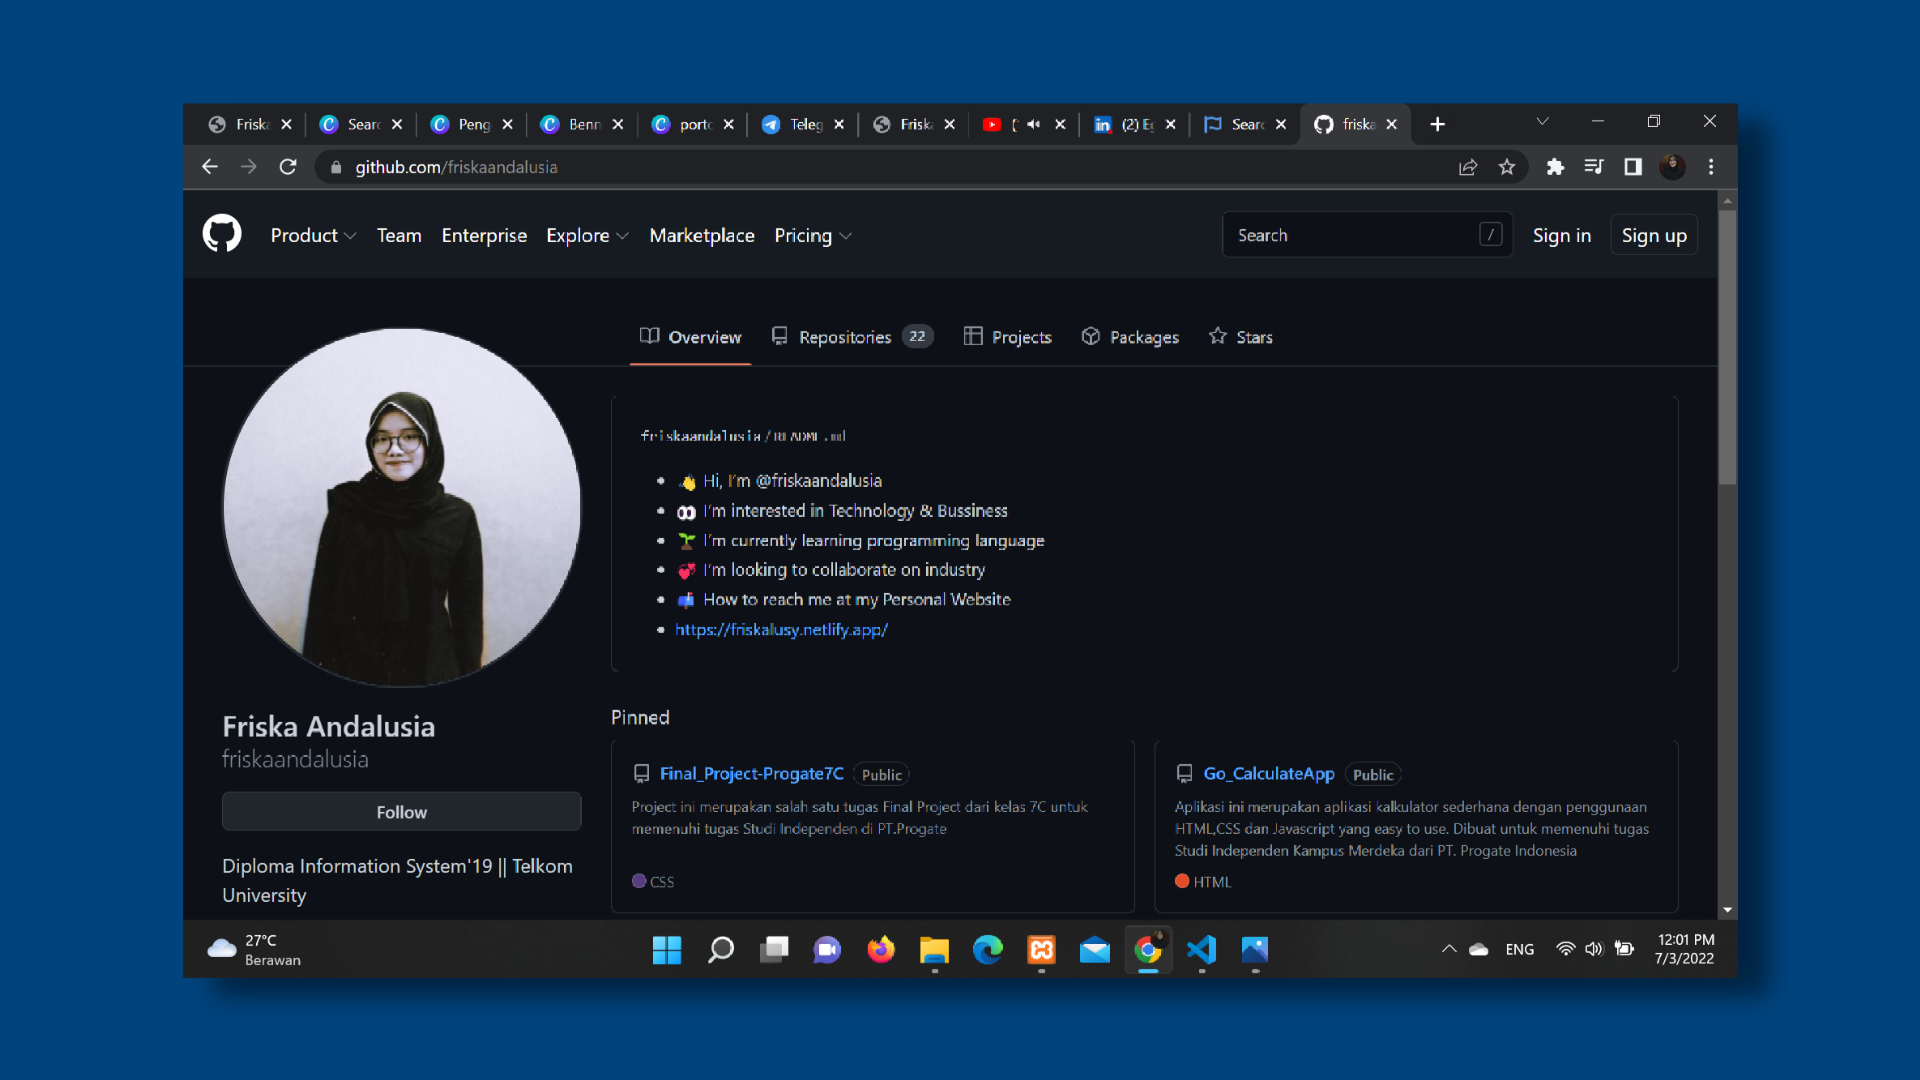 Friska
Sear
Peng
Benn
porto
Teleg
Friska
(2) Eg
Sear
friska
github.com/friskaandalusia
Product Team Enterprise Explore Marketplace Pricing
Search /
Sign in
Sign up
Overview
Repositories 22
Projects
Packages
Stars
friskaandalusia/README.md
Hi, I'm @friskaandalusia
I'm interested in Technology & Bussiness
I'm currently learning programming language
I'm looking to collaborate on industry
How to reach me at my Personal Website
https://friskalusy.netlify.app/
Friska Andalusia
friskaandalusia
Follow
Diploma Information System'19 || Telkom
University
Pinned
Final_Project-Progate7C Public
Project ini merupakan salah satu tugas Final Project dari kelas 7C untuk
memenuhi tugas Studi Independen di PT.Progate
CSS
Go_CalculateApp Public
Aplikasi ini merupakan aplikasi kalkulator sederhana dengan penggunaan
HTML,CSS dan Javascript yang easy to use. Dibuat untuk memenuhi tugas
Studi Independen Kampus Merdeka dari PT. Progate Indonesia
HTML
27°C
Berawan
ENG
12:01 PM
7/3/2022